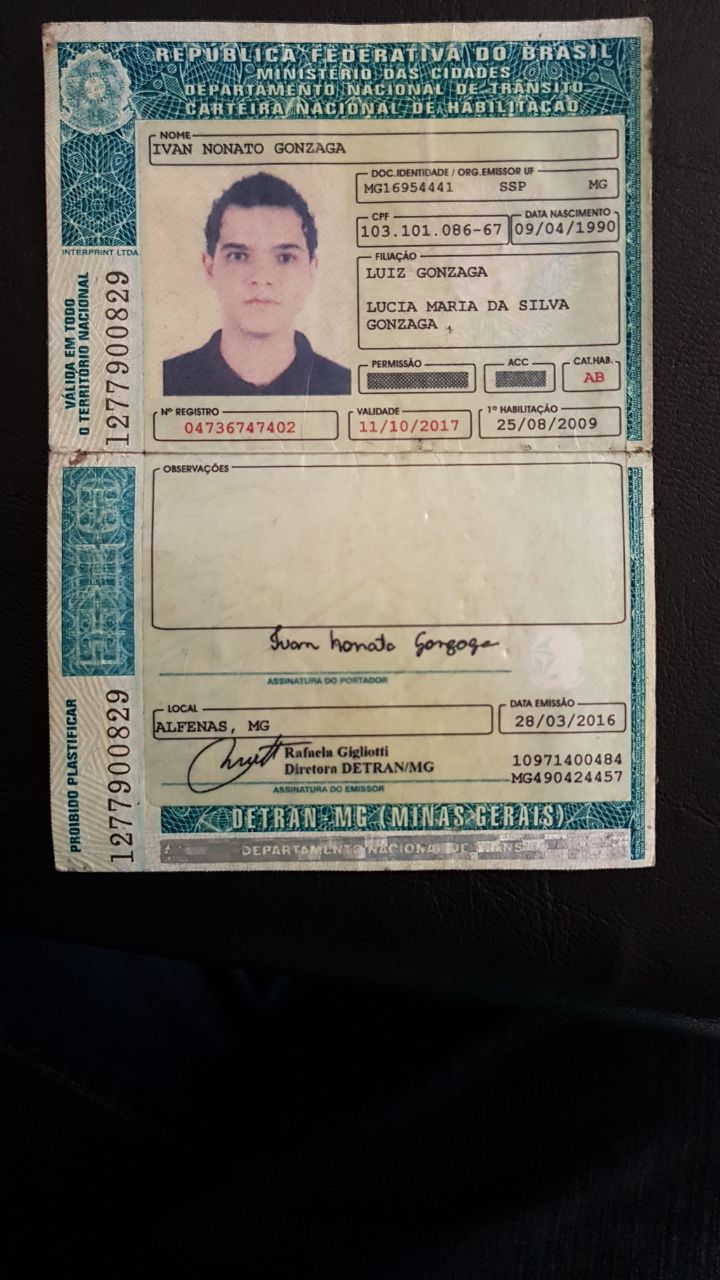 REPÚBLICA FEDERATIVA DO BRASIL
MINISTÉRIO DAS CIDADES
DEPARTAMENTO NACIONAL DE TRÂNSITO
CARTEIRA NACIONAL DE HABILITAÇÃO
NOME
IVAN NONATO GONZAGA
DOC.IDENTIDADE / ORG.EMISSOR UF
MG16954441 SSP MG
CPF
103.101.086-67
DATA NASCIMENTO
09/04/1990
FILIAÇÃO
LUIZ GONZAGA
LUCIA MARIA DA SILVA
GONZAGA
PERMISSÃO
ACC
CAT.HAB.
AB
Nº REGISTRO
04736747402
VALIDADE
11/10/2017
1ª HABILITAÇÃO
25/08/2009
INTERPRINT LTDA
VÁLIDA EM TODO
O TERRITÓRIO NACIONAL
1277900829
OBSERVAÇÕES
Ivan Nonato Gonzaga
ASSINATURA DO PORTADOR
LOCAL
ALFENAS, MG
DATA EMISSÃO
28/03/2016
Rafaela Gigliotti
Diretora DETRAN/MG
ASSINATURA DO EMISSOR
10971400484
MG490424457
PROIBIDO PLASTIFICAR
1277900829
DETRAN-MG (MINAS GERAIS)
DEPARTAMENTO NACIONAL DE TRÂNS